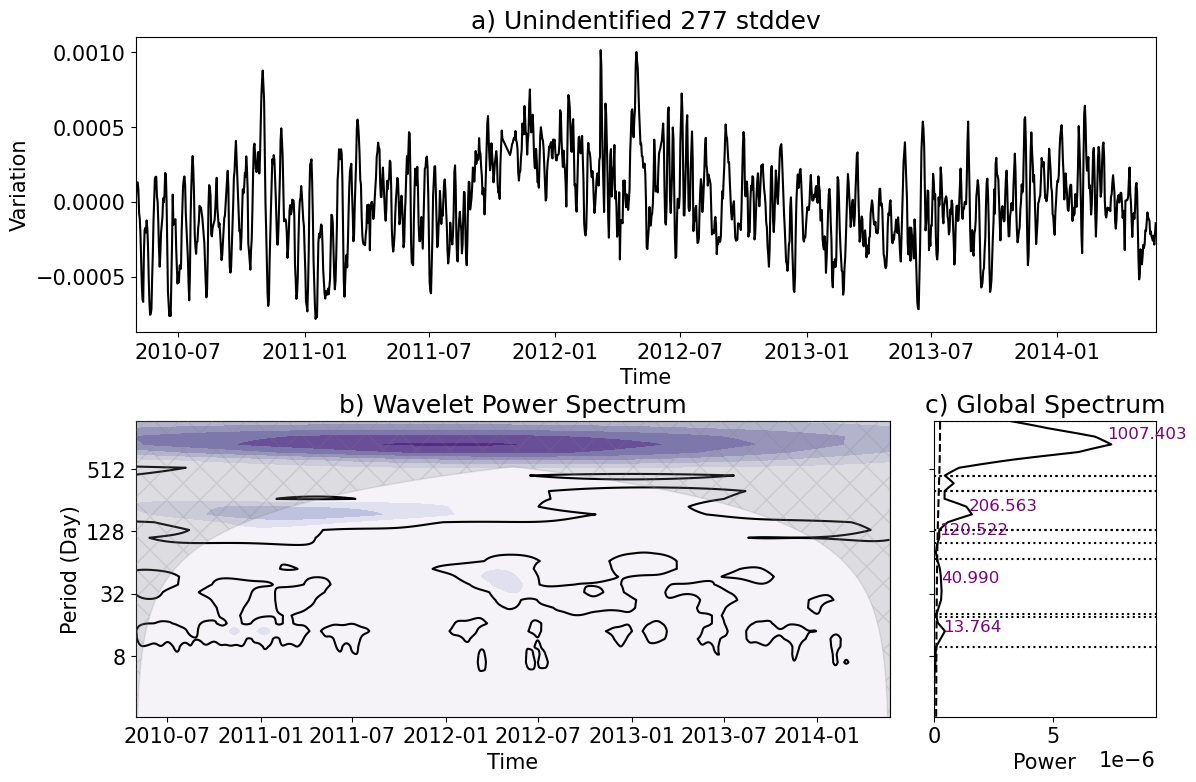 a) Unidentified 277 stddev
0.0010
0.0005
0.0000
−0.0005
Variation
2010-07 2011-01 2011-07 2012-01 2012-07 2013-01 2013-07 2014-01
Time
b) Wavelet Power Spectrum
512
128
32
8
Period (Day)
2010-07 2011-01 2011-07 2012-01 2012-07 2013-01 2013-07 2014-01
Time
c) Global Spectrum
1007.403
206.563
120.522
40.990
13.764
0 5
Power 1e−6